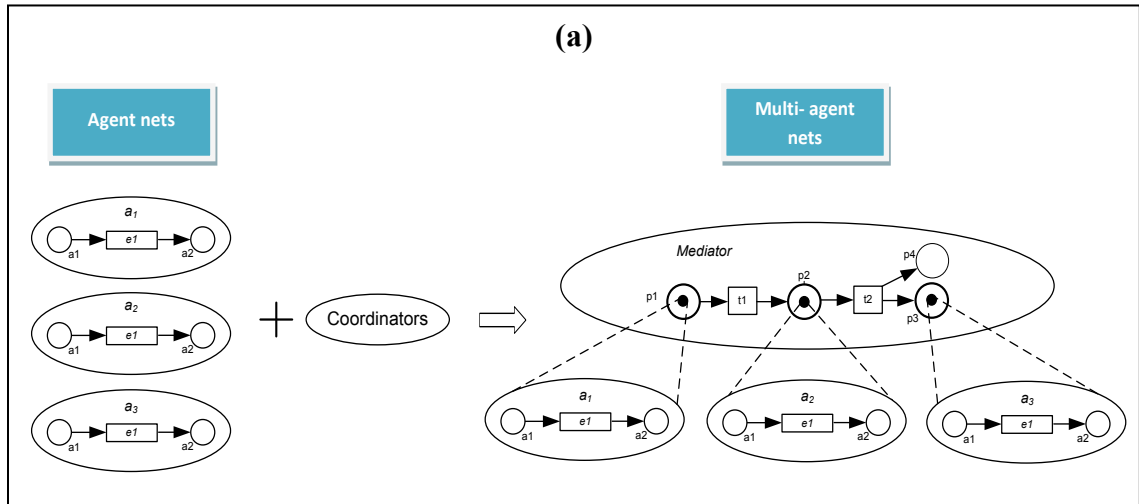 (a)
Agent nets
Multi- agent
nets
a1
a1 e1 a2
a2
a1 e1 a2
a3
a1 e1 a2
Coordinators
Mediator
p4
p2
p1 t1 t2
p3
a1
a1 e1 a2
a2
a1 e1 a2
a3
a1 e1 a2